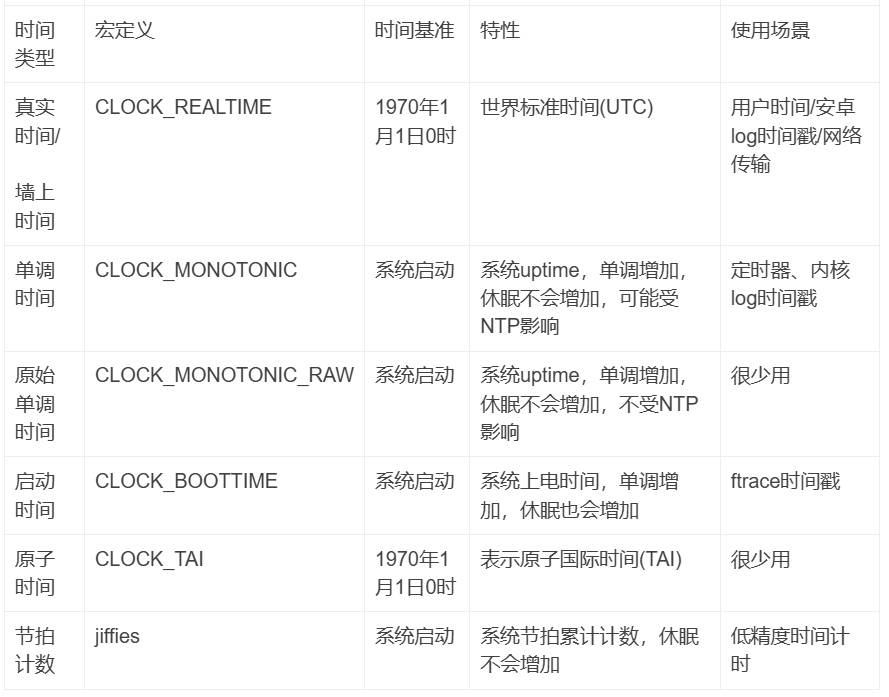 时间 宏定义 时间基准 特性 使用场景
类型
真实 CLOCK_REALTIME 1970年1 世界标准时间(UTC) 用户时间/安卓
时间/ 月1日0时 log时间戳/网络
传输
墙上
时间
单调 CLOCK_MONOTONIC 系统启动 系统uptime，单调增加， 定时器、内核
时间 休眠不会增加，可能受 log时间戳
NTP影响
原始 CLOCK_MONOTONIC_RAW 系统启动 系统uptime，单调增加， 很少用
单调 休眠不会增加，不受NTP
时间 影响
启动 CLOCK_BOOTTIME 系统启动 系统上电时间，单调增 ftrace时间戳
时间 加，休眠也会增加
原子 CLOCK_TAI 1970年1 表示原子国际时间(TAI) 很少用
时间 月1日0时
节拍 jiffies 系统启动 系统节拍累计计数，休眠 低精度时间计
计数 不会增加 时